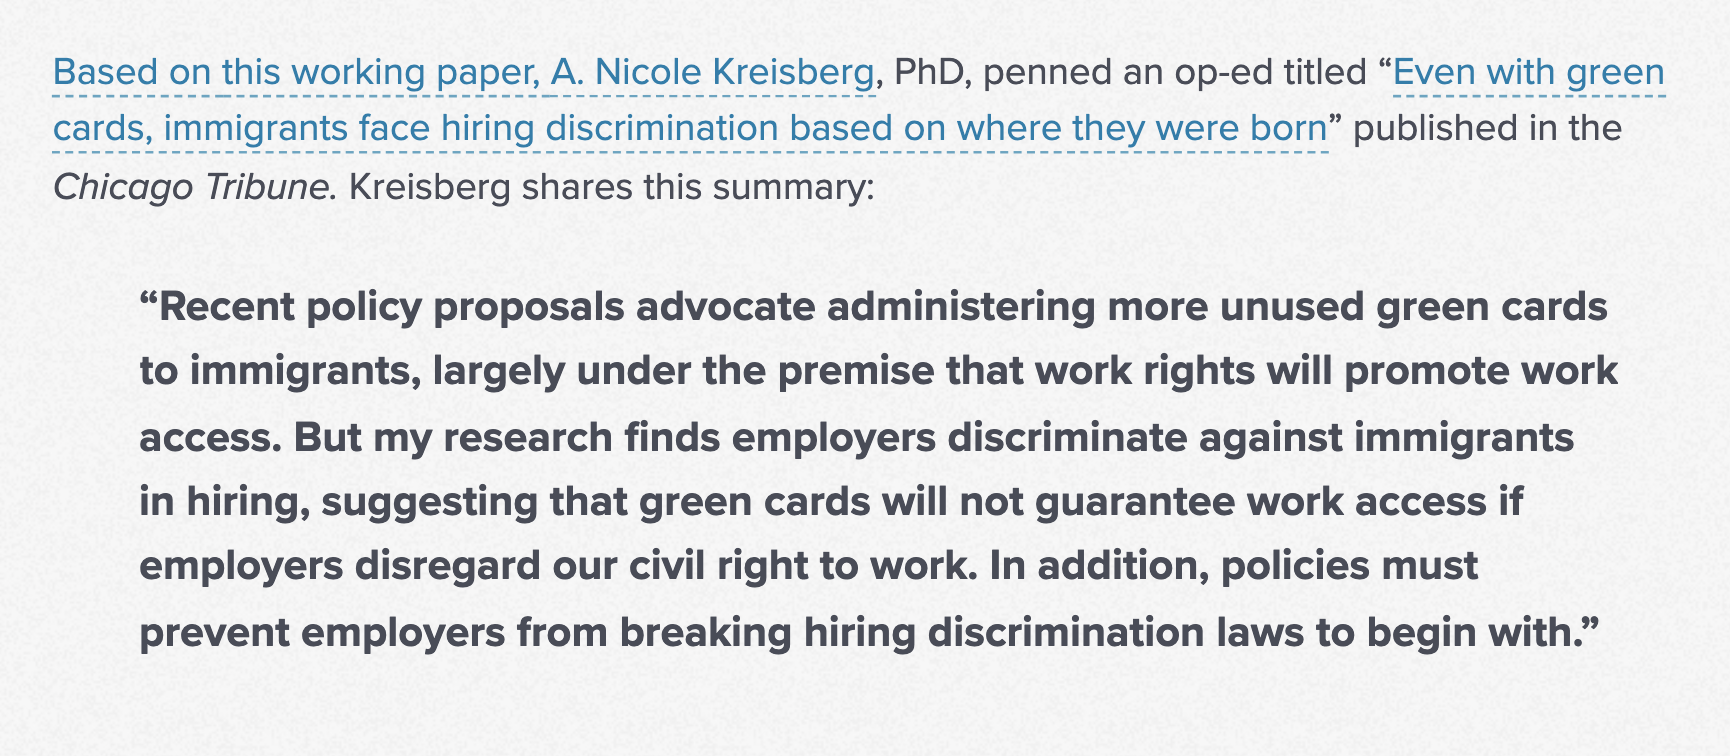 Based on this working paper, A. Nicole Kreisberg, PhD, penned an op-ed titled “Even with green
cards, immigrants face hiring discrimination based on where they were born” published in the
Chicago Tribune. Kreisberg shares this summary:
“Recent policy proposals advocate administering more unused green cards
to immigrants, largely under the premise that work rights will promote work
access. But my research finds employers discriminate against immigrants
in hiring, suggesting that green cards will not guarantee work access if
employers disregard our civil right to work. In addition, policies must
prevent employers from breaking hiring discrimination laws to begin with.”